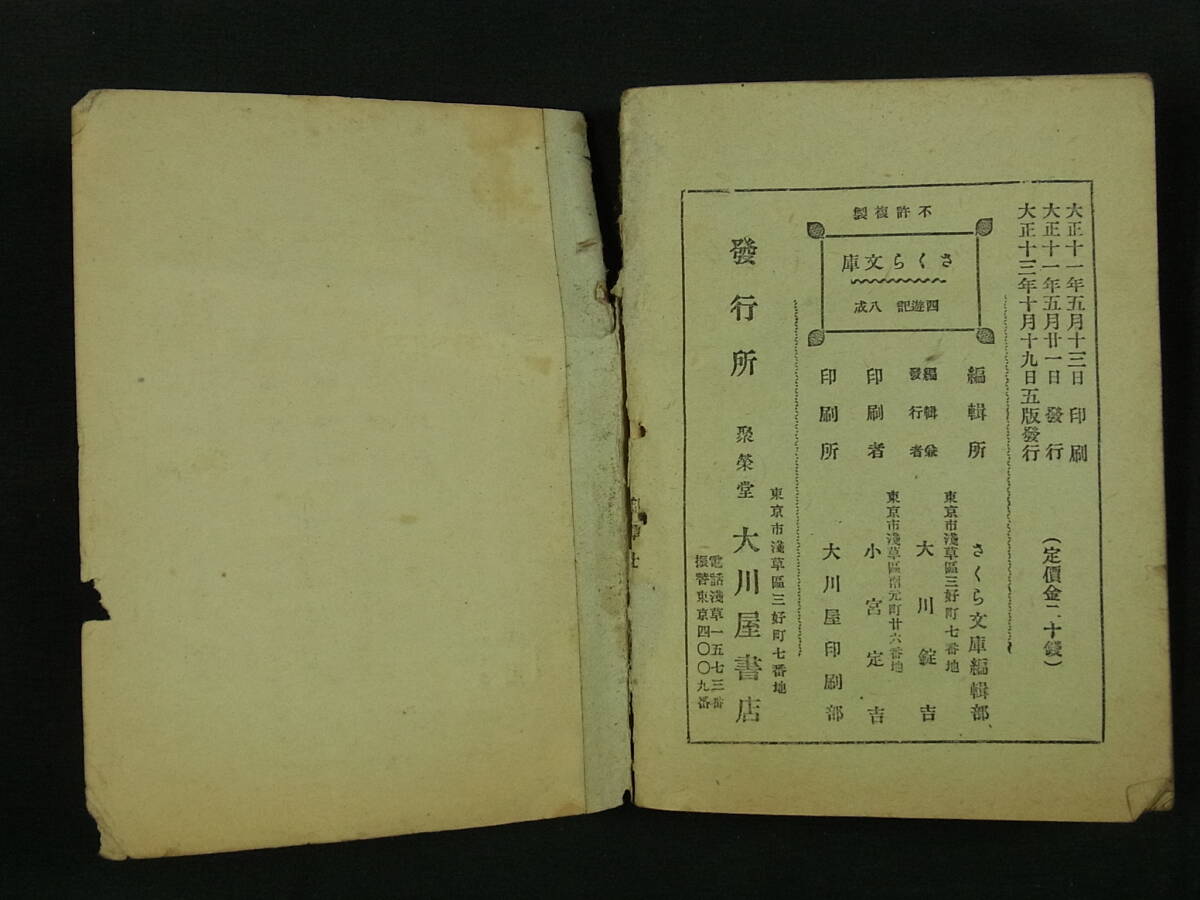 大正十一年五月十三日印刷
大正十一年五月廿一日發行
大正十三年十月十九日五版發行
(定價金二十錢)
不許複製
さくら文庫
西遊記 八戒
編輯所 さくら文庫編輯部
東京市淺草區三好町七番地
編輯兼發行者 大川錠吉
東京市淺草區南元町廿六番地
印刷者 小宮定吉
印刷所 大川屋印刷部
東京市淺草區三好町七番地
發行所 聚榮堂 大川屋書店
電話淺草一五七三番
振替東京四〇〇九番